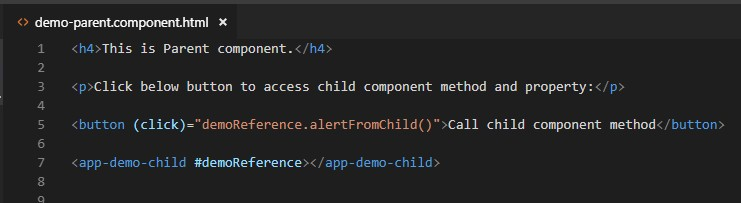 <> demo-parent.component.html ×
1 <h4>This is Parent component.</h4>
2
3 <p>Click below button to access child component method and property:</p>
4
5 <button (click)="demoReference.alertFromChild()">Call child component method</button>
6
7 <app-demo-child #demoReference></app-demo-child>
8
9